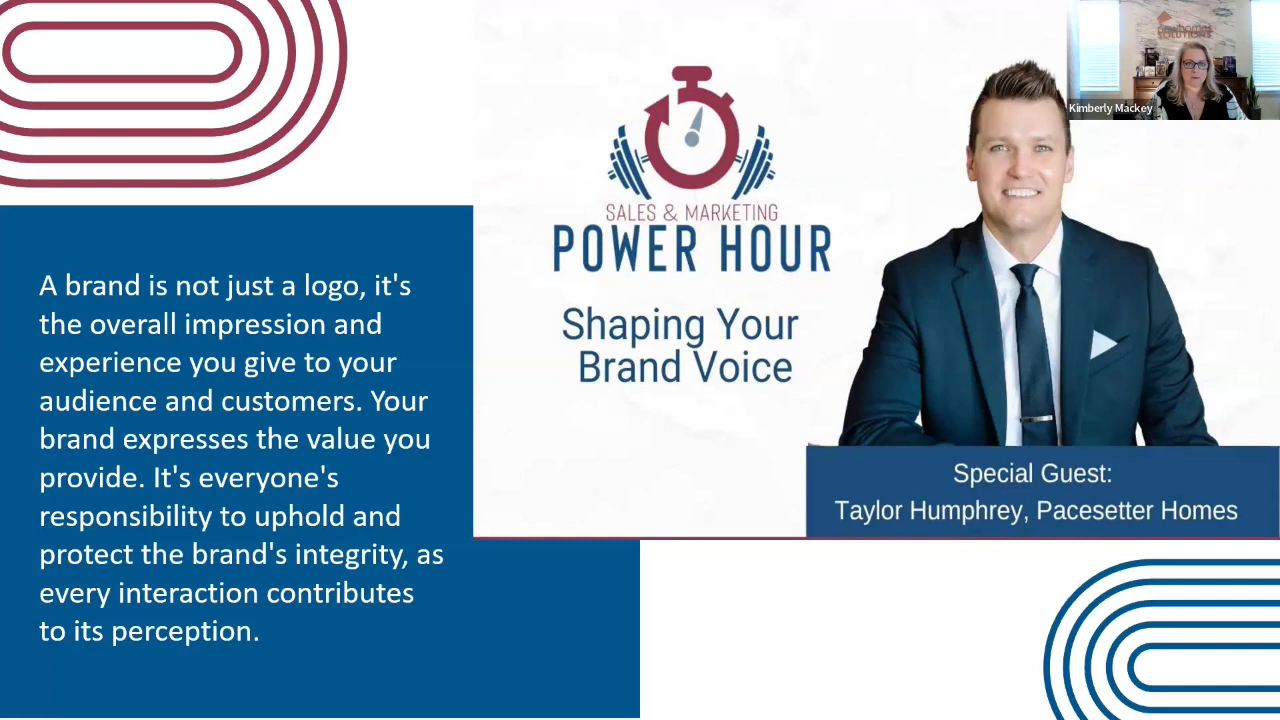 A brand is not just a logo, it's
the overall impression and
experience you give to your
audience and customers. Your
brand expresses the value you
provide. It's everyone's
responsibility to uphold and
protect the brand's integrity, as
every interaction contributes
to its perception.
SALES & MARKETING
POWER HOUR
Shaping Your
Brand Voice
Special Guest:
Taylor Humphrey, Pacesetter Homes
Kimberly Mackey
SOLUTIONS